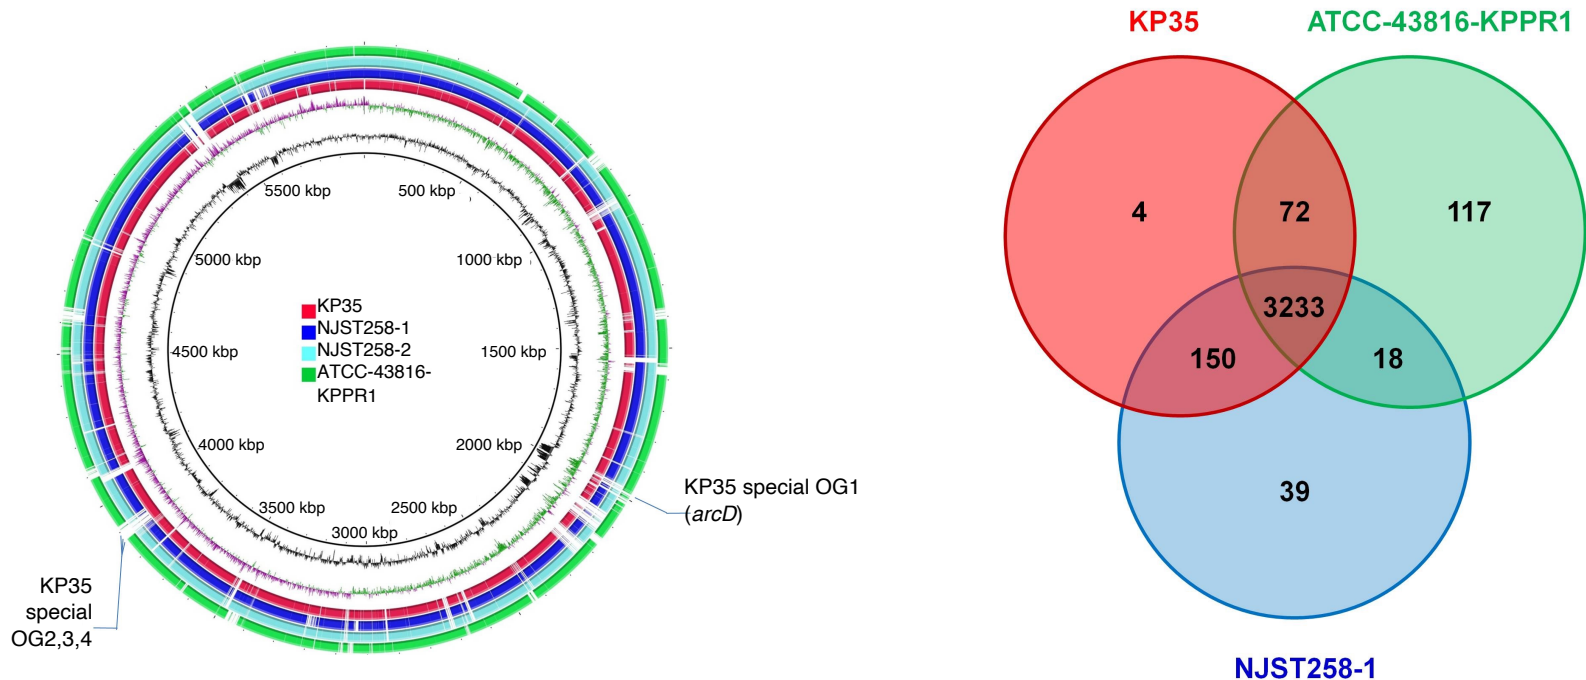 5500 kbp
500 kbp
5000 kbp
1000 kbp
KP35
NJST258-1
NJST258-2
ATCC-43816-
KPPR1
4500 kbp
1500 kbp
4000 kbp
2000 kbp
3500 kbp
2500 kbp
3000 kbp
KP35 special OG1
(arcD)
KP35
special
OG2,3,4
KP35
ATCC-43816-KPPR1
4
72
117
3233
150
18
39
NJST258-1